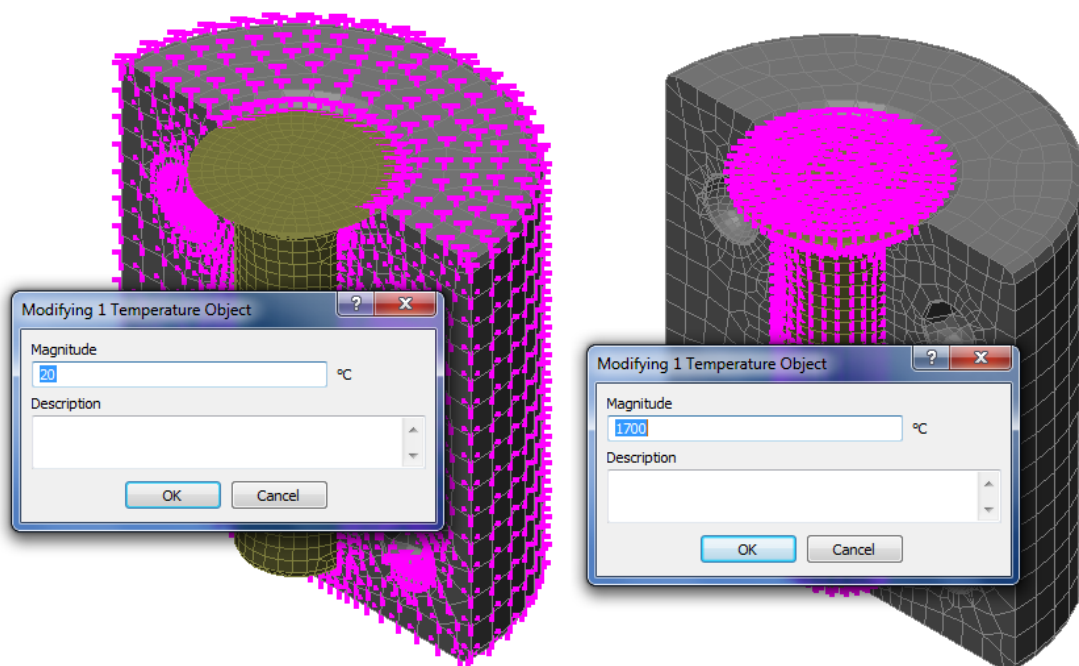 Modifying 1 Temperature Object
?
X
Magnitude
20
°C
Description
OK
Cancel
Modifying 1 Temperature Object
?
X
Magnitude
1700
°C
Description
OK
Cancel